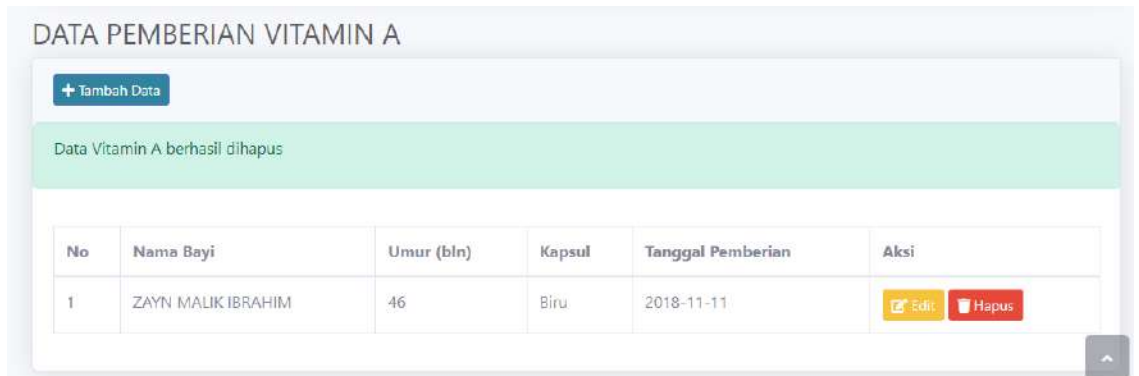 DATA PEMBERIAN VITAMIN A
Tambah Data
Data Vitamin A berhasil dihapus
No Nama Bayi Umur (bln) Kapsul Tanggal Pemberian Aksi
1 ZAYN MALIK IBRAHIM 46 Biru 2018-11-11 Edit Hapus